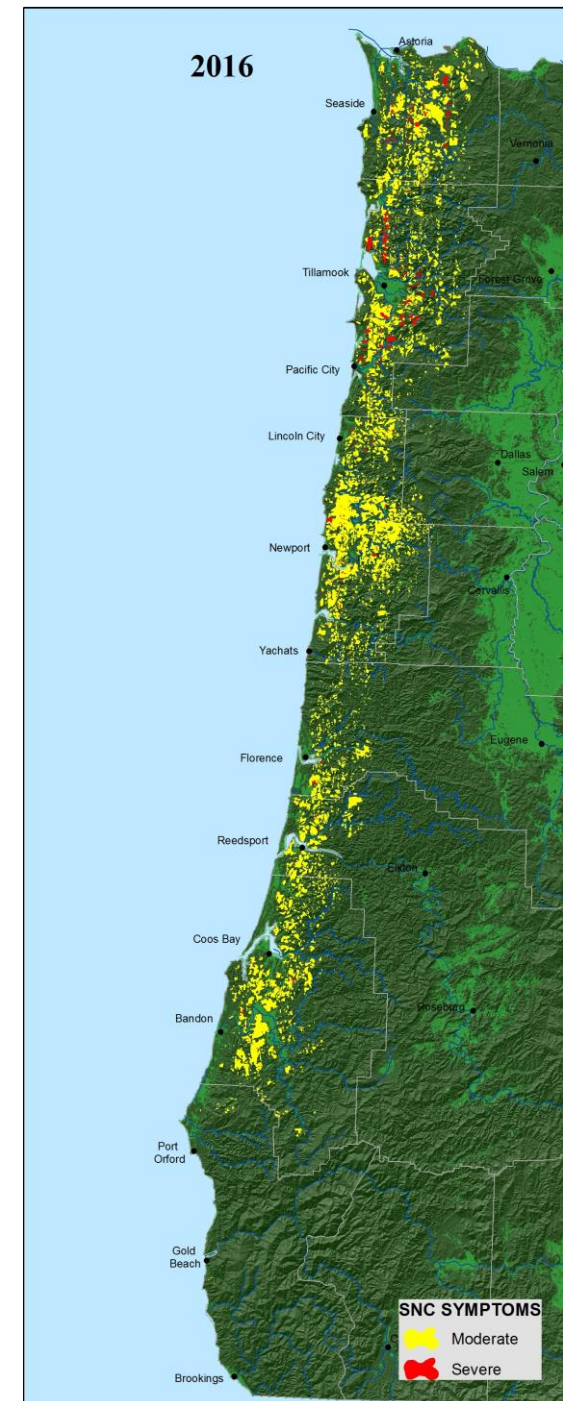 2016
Astoria
Seaside
Vernonia
Tillamook
Forest Grove
Pacific City
Lincoln City
Dallas
Salem
Newport
Corvallis
Yachats
Florence
Eugene
Reedsport
Elkton
Coos Bay
Roseburg
Bandon
Port
Orford
Gold
Beach
SNC SYMPTOMS
Moderate
Severe
Brookings